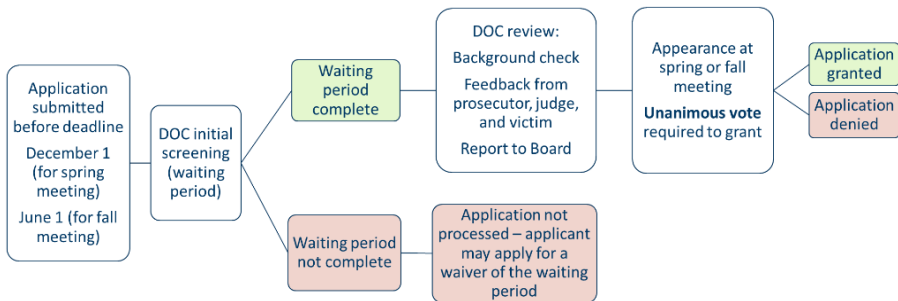 Application
submitted
before deadline
December 1
(for spring
meeting)
June 1 (for fall
meeting)
DOC initial
screening
(waiting
period)
Waiting
period
complete
DOC review:
Background check
Feedback from
prosecutor, judge,
and victim
Report to Board
Appearance at
spring or fall
meeting
Unanimous vote
required to grant
Application
granted
Application
denied
Waiting period
not complete
Application not
processed – applicant
may apply for a
waiver of the waiting
period